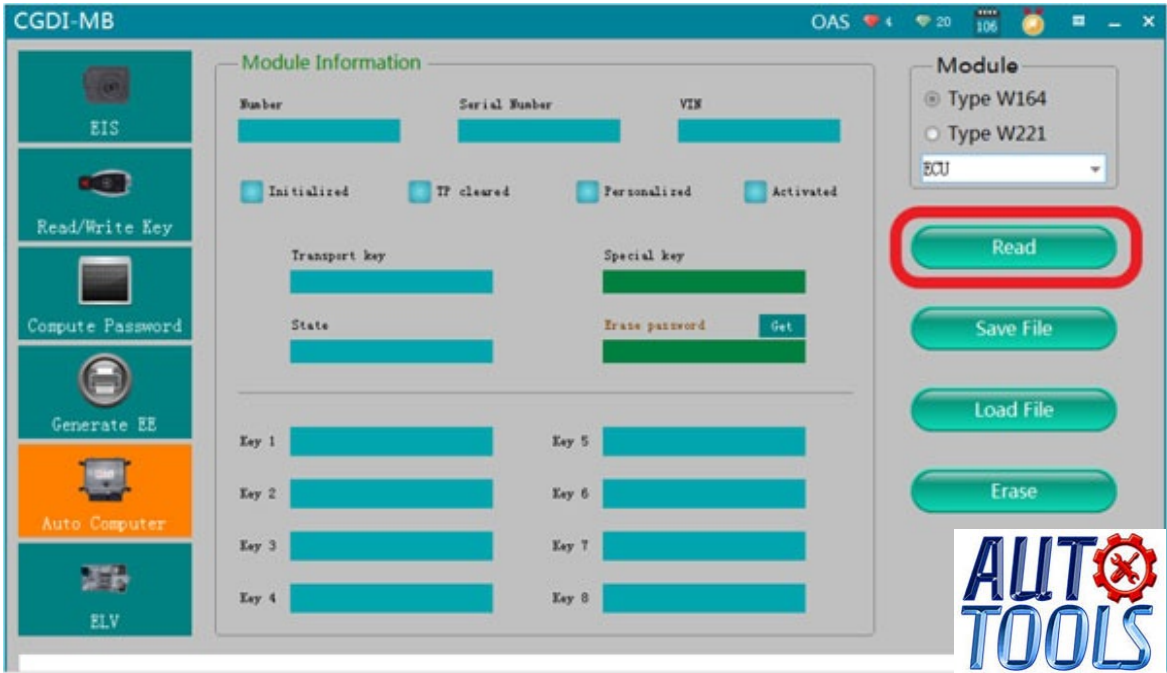 CGDI-MB
OAS 4 20 106
EIS
Read/Write Key
Compute Password
Generate EE
Auto Computer
ELV
Module Information
Number Serial Number VIN
Initialized TP cleared Personalized Activated
Transport key Special key
State Erase password Get
Key 1 Key 5
Key 2 Key 6
Key 3 Key 7
Key 4 Key 8
Module
Type W164
Type W221
ECU
Read
Save File
Load File
Erase
AUTO
TOOLS